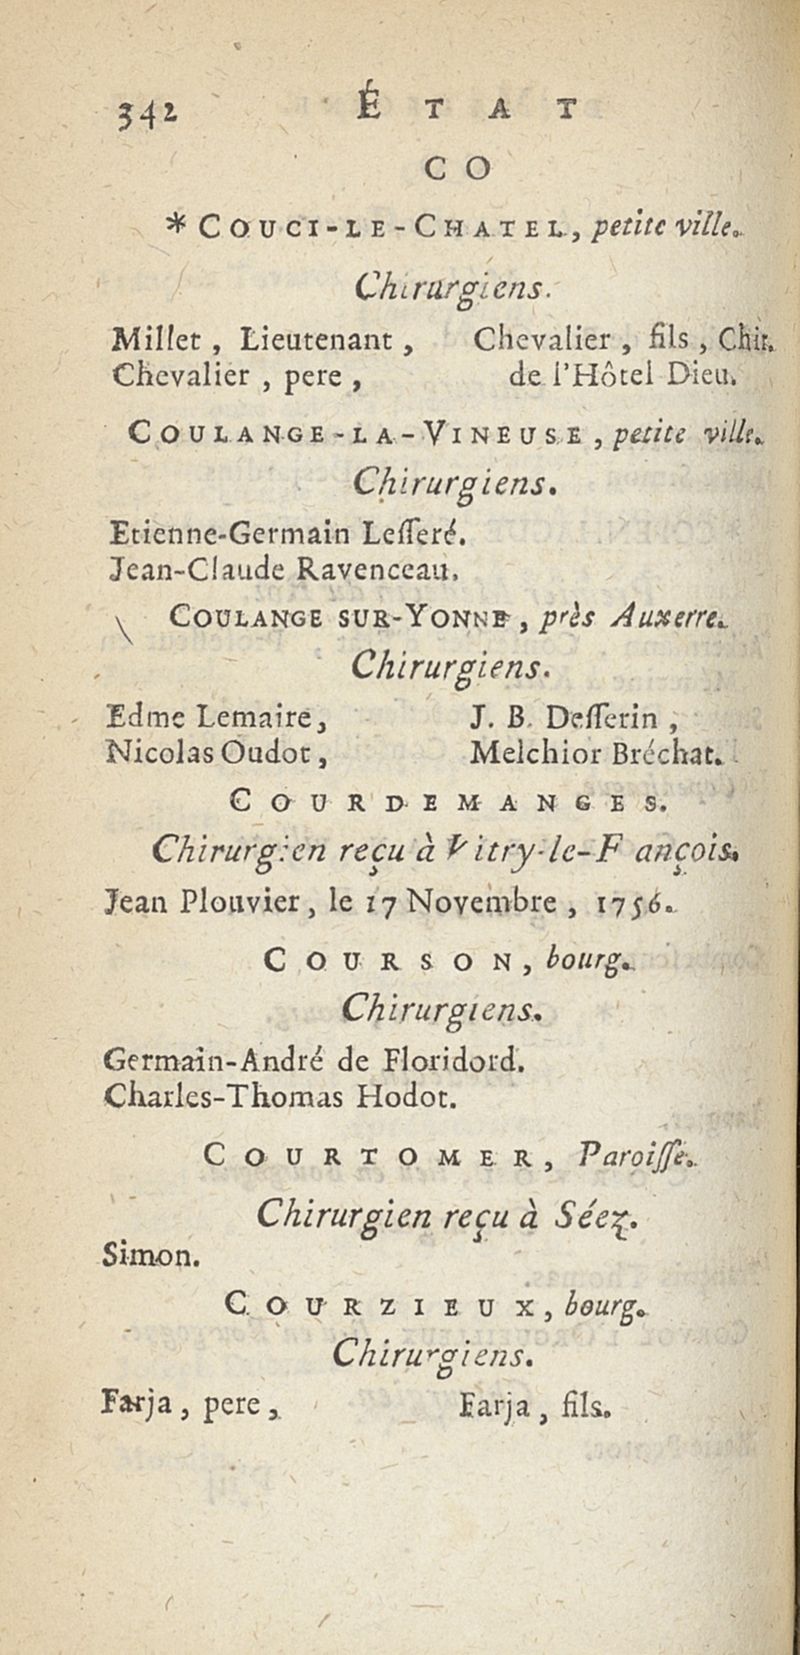 342 ÉTAT
CO
* COUCI-LE-CHATEL, petite ville.
Chirurgiens.
Millet, Lieutenant, Chevalier, fils, Chir.
Chevalier, pere, de l'Hôtel Dieu.
COULANGE-LA-VINEUSE, petite ville.
Chirurgiens.
Etienne-Germain Lesseré.
Jean-Claude Ravenceau.
COULANGE SUR-YONNE, près Auxerre.
Chirurgiens.
Edme Lemaire, J. B. Desserin,
Nicolas Oudot, Melchior Bréchat.
COURDEMANGES.
Chirurgien reçu à Vitry-le-F ançois.
Jean Plouvier, le 17 Novembre, 1756.
COURSON, bourg.
Chirurgiens.
Germain-André de Floridord.
Charles-Thomas Hodot.
COURTOMER, Paroisse.
Chirurgien reçu à Séez.
Simon.
COURZIEUX, bourg.
Chirurgiens.
Farja, pere, Farja, fils.